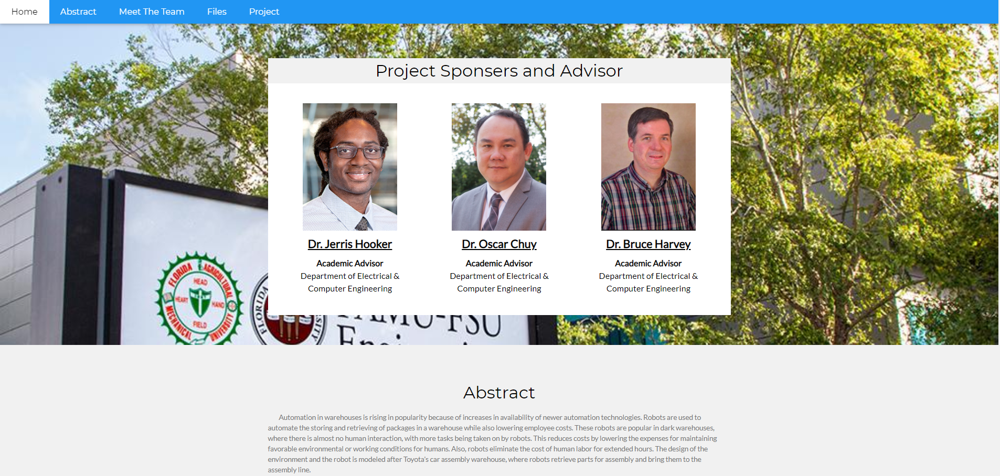 Home Abstract Meet The Team Files Project
Project Sponsers and Advisor
Dr. Jerris Hooker
Academic Advisor
Department of Electrical &
Computer Engineering
Dr. Oscar Chuy
Academic Advisor
Department of Electrical &
Computer Engineering
Dr. Bruce Harvey
Academic Advisor
Department of Electrical &
Computer Engineering
FLORIDA AGRICULTURAL
MECHANICAL UNIVERSITY
HEAD
HEART HAND
FIELD
FLORIDA
FAMU-FSU
Abstract
Automation in warehouses is rising in popularity because of increases in availability of newer automation technologies. Robots are used to
automate the storing and retrieving of packages in a warehouse while also lowering employee costs. These robots are popular in dark warehouses,
where there is almost no human interaction, with more tasks being taken on by robots. This reduces costs by lowering the expenses for maintaining
favorable environmental or working conditions for humans. Also, robots eliminate the cost of human labor for extended hours. The design of the
environment and the robot is modeled after Toyota's car assembly warehouse, where robots retrieve parts for assembly and bring them to the
assembly line.